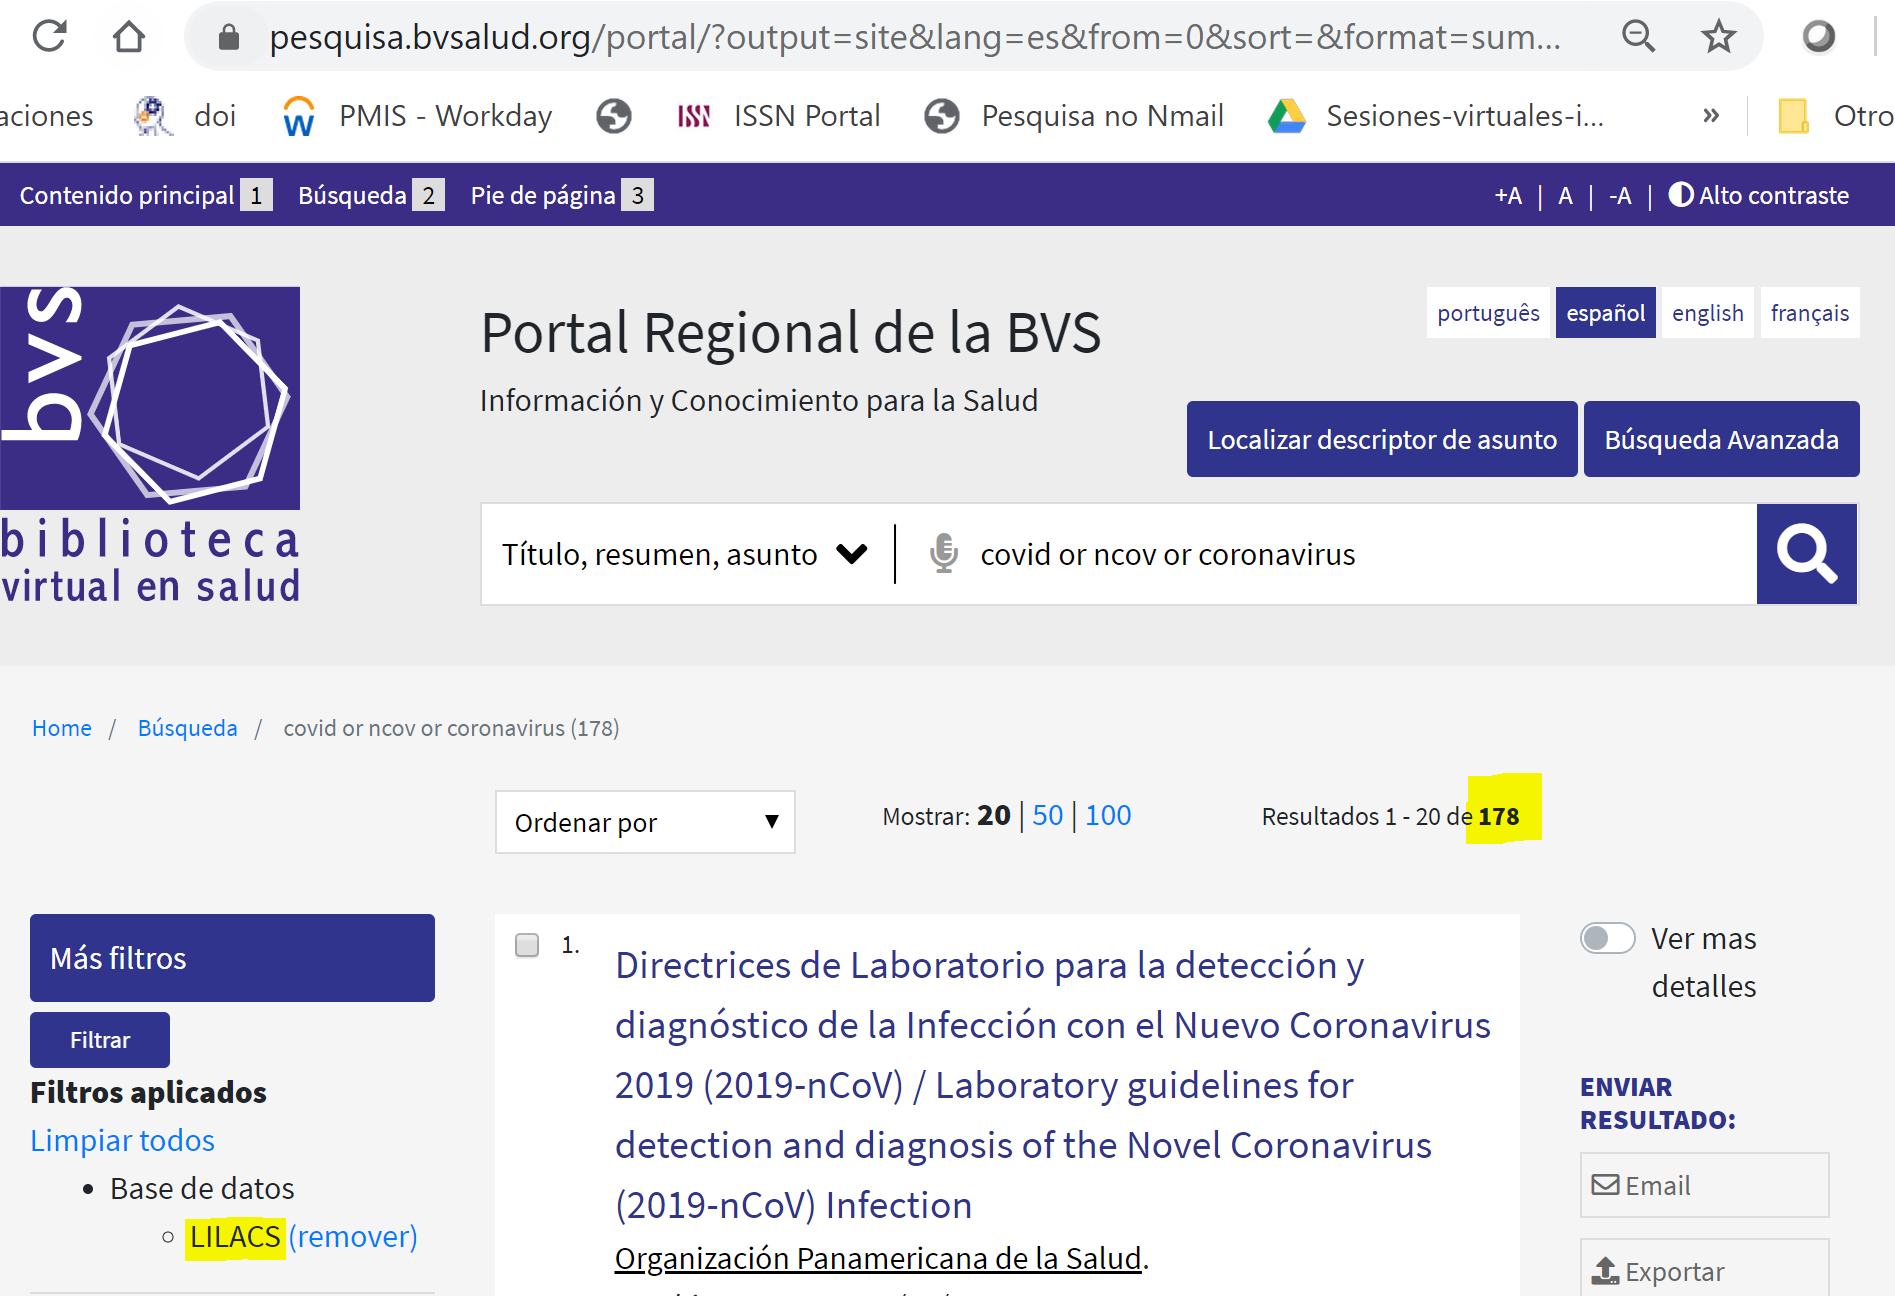 pesquisa.bvsalud.org/portal/?output=site&lang=es&from=0&sort=&format=sum...
aciones doi PMIS - Workday ISSN Portal Pesquisa no Nmail Sesiones-virtuales-i... » Otro
Contenido principal 1 Búsqueda 2 Pie de página 3 +A | A | -A | Alto contraste
bvs
biblioteca
virtual en salud
Portal Regional de la BVS
Información y Conocimiento para la Salud
português español english français
Localizar descriptor de asunto Búsqueda Avanzada
Título, resumen, asunto covid or ncov or coronavirus
Home / Búsqueda / covid or ncov or coronavirus (178)
Ordenar por Mostrar: 20 | 50 | 100 Resultados 1 - 20 de 178
Más filtros
Filtrar
Filtros aplicados
Limpiar todos
• Base de datos
LILACS (remover)
1.
Directrices de Laboratorio para la detección y
diagnóstico de la Infección con el Nuevo Coronavirus
2019 (2019-nCoV) / Laboratory guidelines for
detection and diagnosis of the Novel Coronavirus
(2019-nCoV) Infection
Organización Panamericana de la Salud.
Ver mas
detalles
ENVIAR
RESULTADO:
Email
Exportar